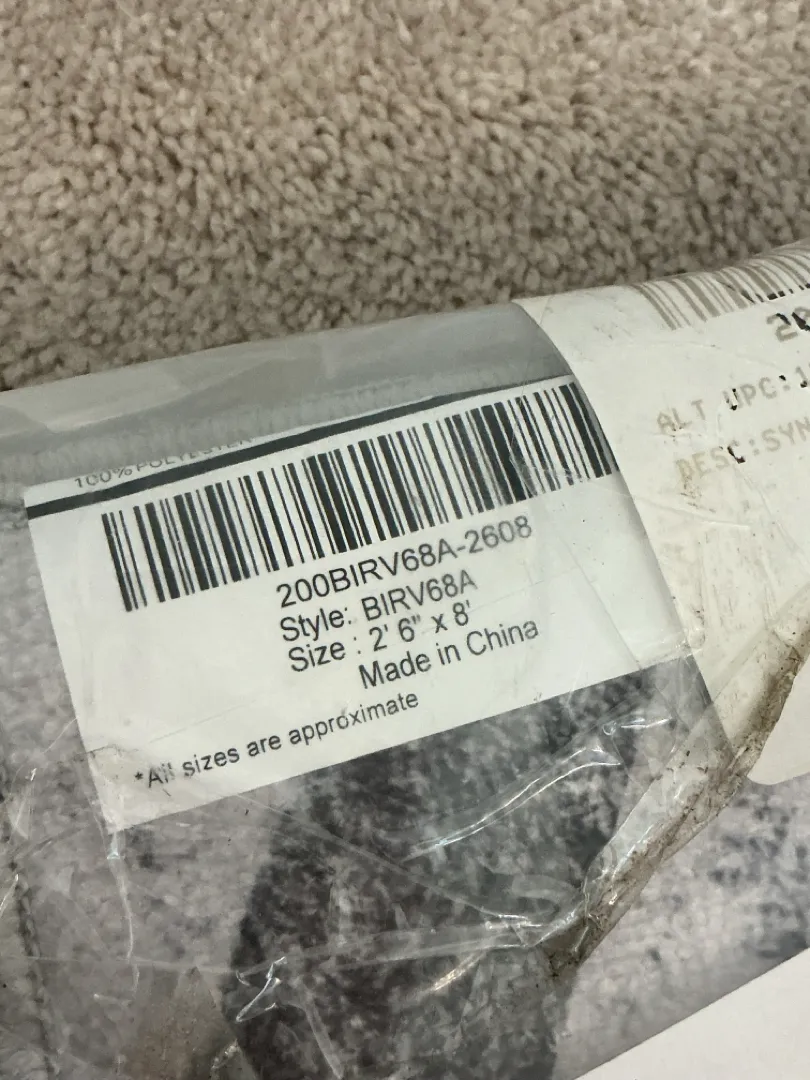 100% POLYESTER
200BIRV68A-2608
Style: BIRV68A
Size : 2' 6" x 8'
Made in China
*All sizes are approximate
ALT UPC:1
DESC:SYN